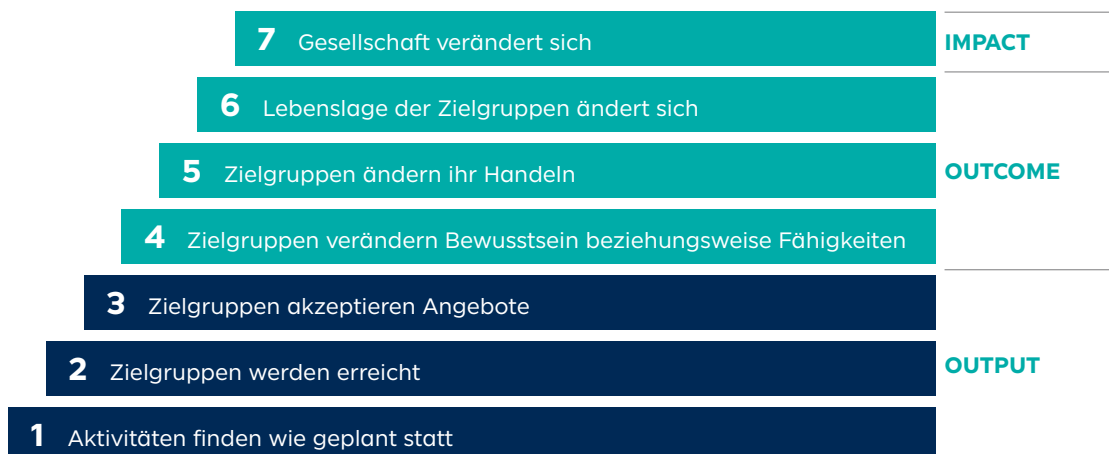 7 Gesellschaft verändert sich
IMPACT
6 Lebenslage der Zielgruppen ändert sich
5 Zielgruppen ändern ihr Handeln
OUTCOME
4 Zielgruppen verändern Bewusstsein beziehungsweise Fähigkeiten
3 Zielgruppen akzeptieren Angebote
2 Zielgruppen werden erreicht
OUTPUT
1 Aktivitäten finden wie geplant statt